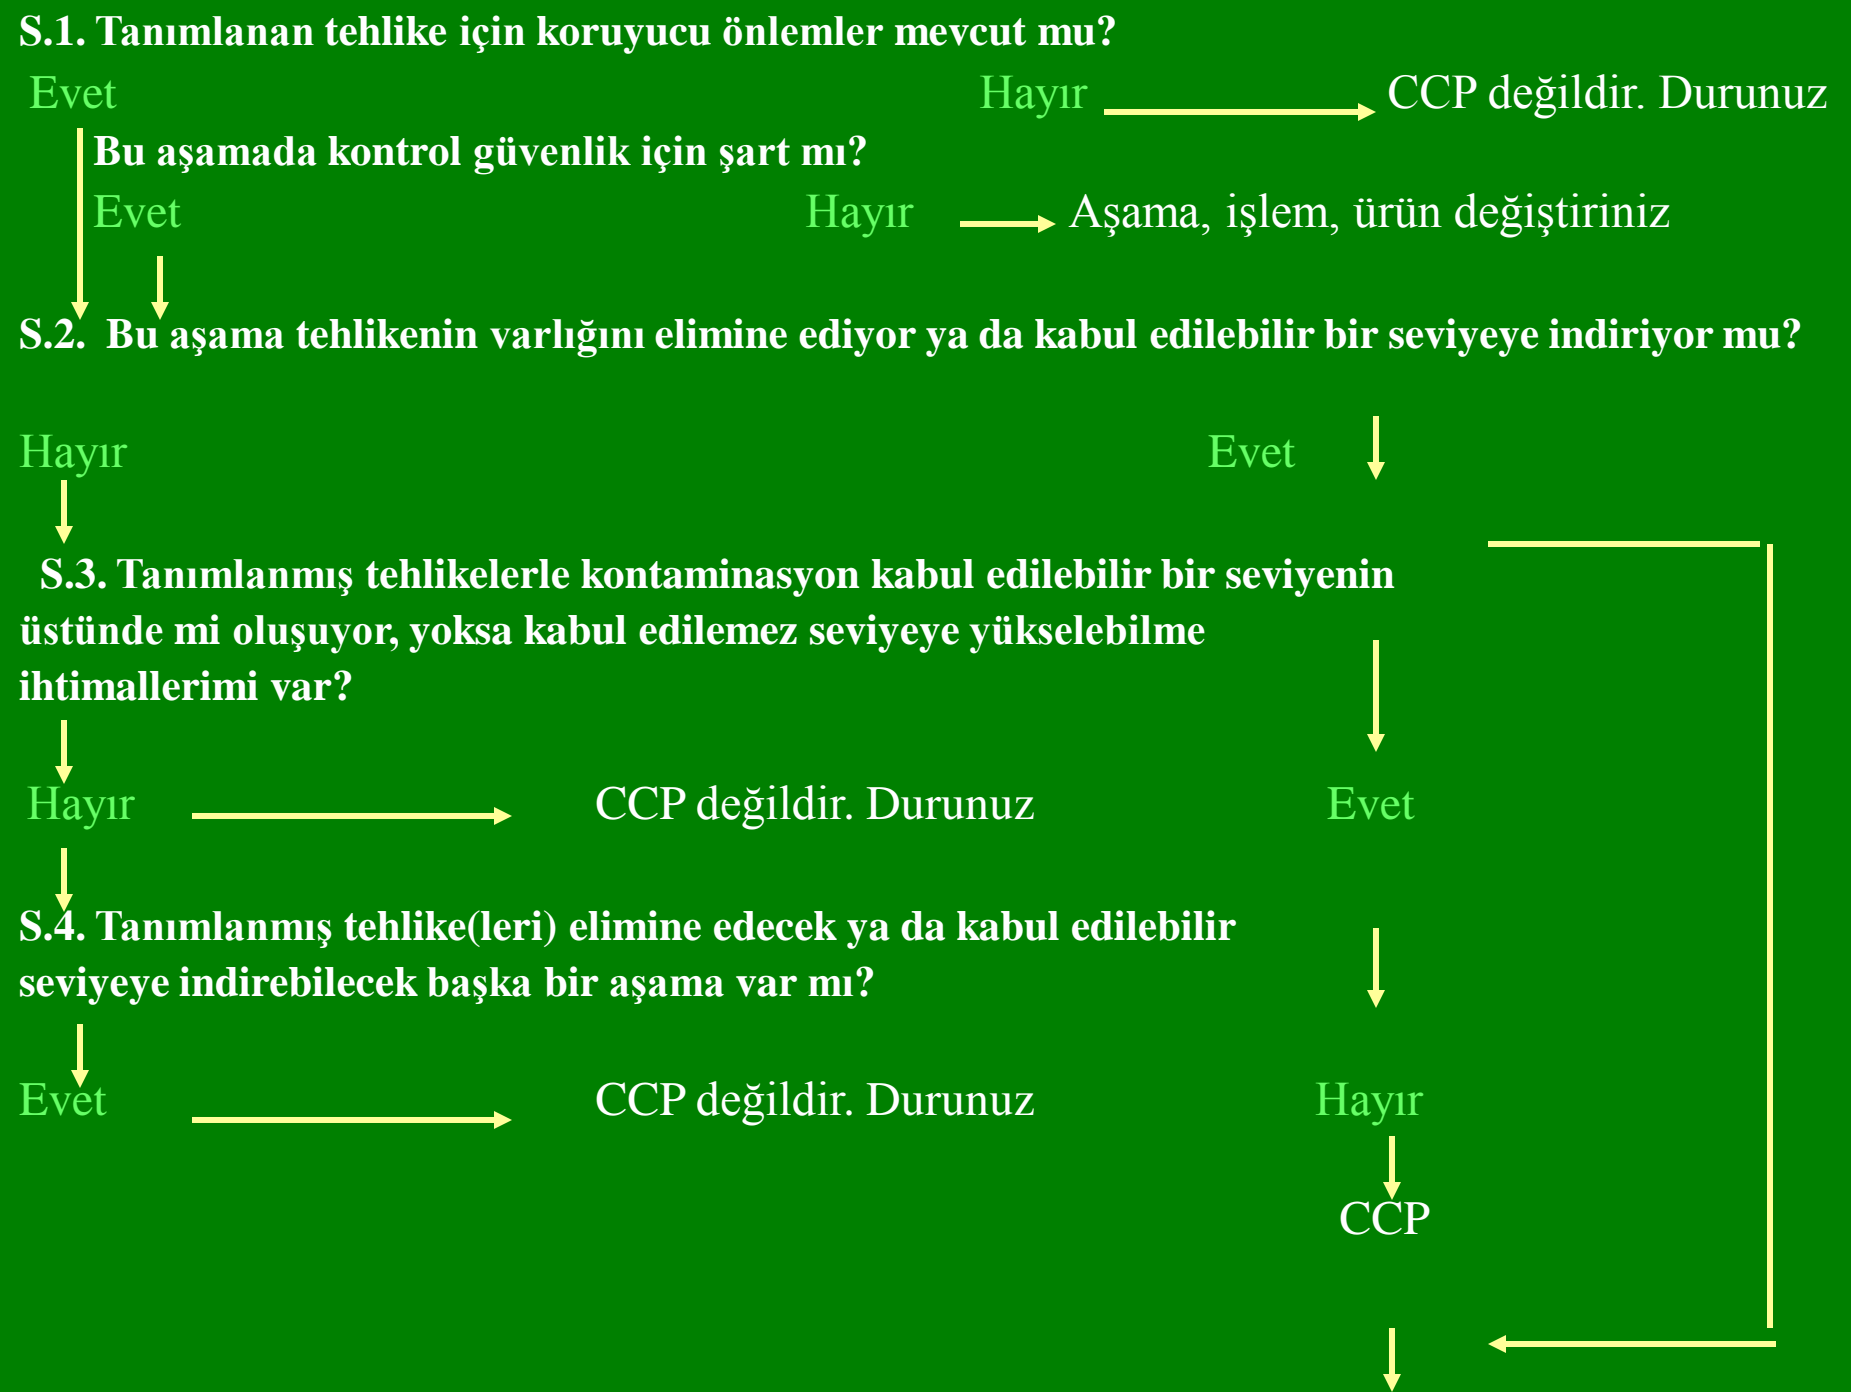 S.1. Tanımlanan tehlike için koruyucu önlemler mevcut mu?
Evet Hayır CCP değildir. Durunuz
Bu aşamada kontrol güvenlik için şart mı?
Evet Hayır Aşama, işlem, ürün değiştiriniz
S.2. Bu aşama tehlikenin varlığını elimine ediyor ya da kabul edilebilir bir seviyeye indiriyor mu?
Hayır Evet
S.3. Tanımlanmış tehlikelerle kontaminasyon kabul edilebilir bir seviyenin
üstünde mi oluşuyor, yoksa kabul edilemez seviyeye yükselebilme
ihtimallerimi var?
Hayır CCP değildir. Durunuz Evet
S.4. Tanımlanmış tehlike(leri) elimine edecek ya da kabul edilebilir
seviyeye indirebilecek başka bir aşama var mı?
Evet CCP değildir. Durunuz Hayır
CCP